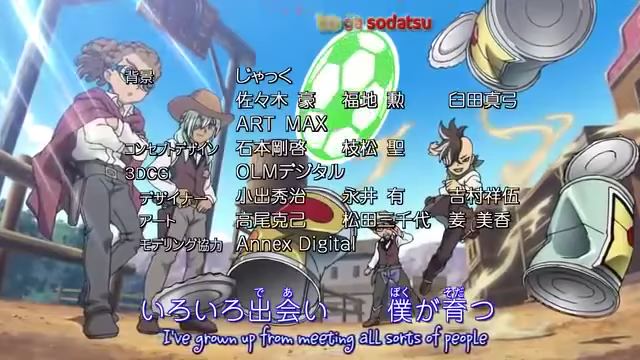 ga sodatsu
背景 じゃっく
佐々木 豪 福地 勲 臼田真弓
ART MAX
コンセプトデザイン 石本剛啓 枝松 聖
3DCG OLMデジタル
デザイナー 小出秀治 永井 有 吉村祥伍
アート 高尾克己 松田三千代 姜 美香
モデリング協力 Annex Digital
で あ ぼく そだ
いろいろ出会い 僕が育つ
I've grown up from meeting all sorts of people